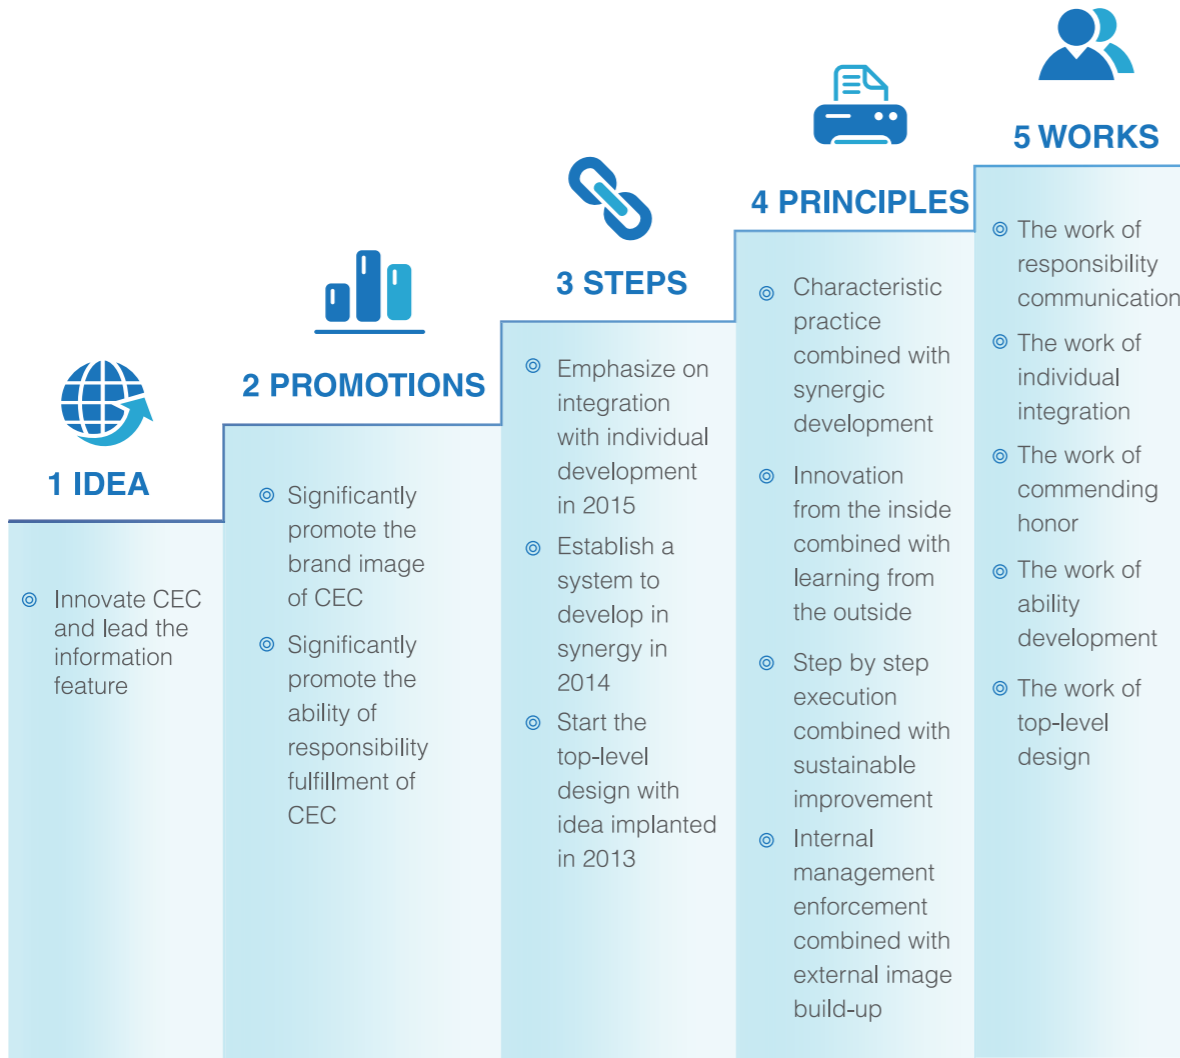 1 IDEA
Innovate CEC
and lead the
information
feature
2 PROMOTIONS
Significantly
promote the
brand image
of CEC
Significantly
promote the
ability of
responsibility
fulfillment of
CEC
3 STEPS
Emphasize on
integration
with individual
development
in 2015
Establish a
system to
develop in
synergy in
2014
Start the
top-level
design with
idea implanted
in 2013
4 PRINCIPLES
Characteristic
practice
combined with
synergic
development
Innovation
from the inside
combined with
learning from
the outside
Step by step
execution
combined with
sustainable
improvement
Internal
management
enforcement
combined with
external image
build-up
5 WORKS
The work of
responsibility
communication
The work of
individual
integration
The work of
commending
honor
The work of
ability
development
The work of
top-level
design